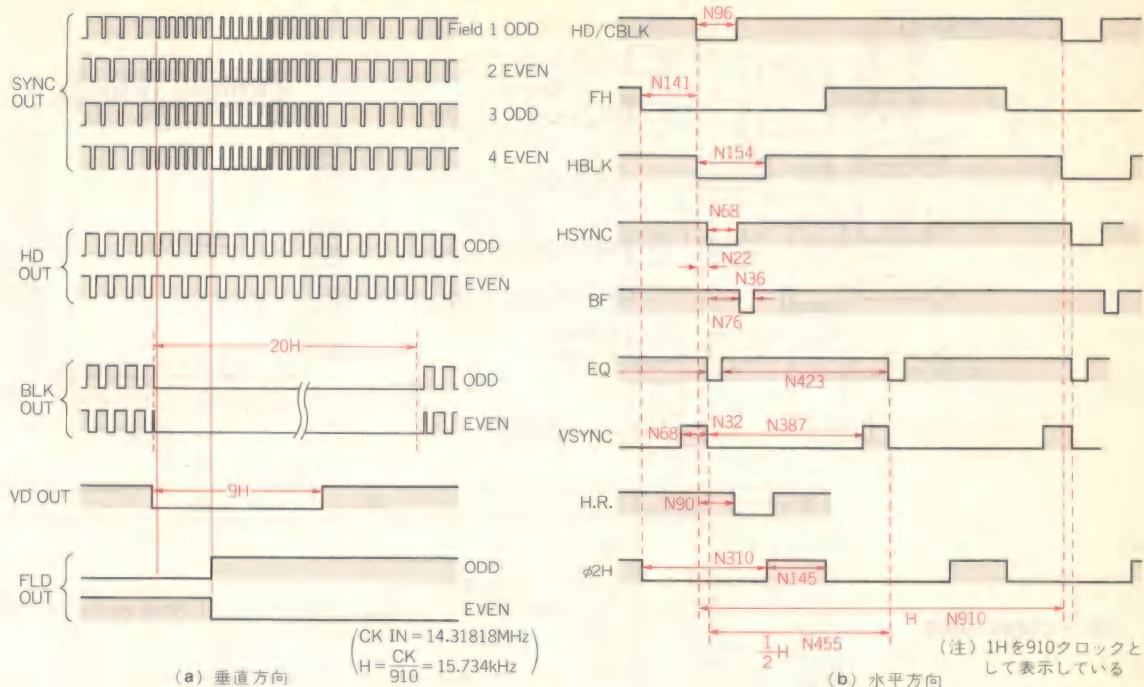 SYNC OUT
Field 1 ODD
2 EVEN
3 ODD
4 EVEN
HD OUT
ODD
EVEN
BLK OUT
20H
ODD
EVEN
VD OUT
9H
FLD OUT
ODD
EVEN
CK IN = 14.31818MHz
H = CK/910 = 15.734kHz
(a) 垂直方向
HD/CBLK
N96
FH
N141
HBLK
N154
HSYNC
N68
N22
BF
N36
N76
EQ
N423
VSYNC
N68
N32
N387
H.R.
N90
φ2H
N310
N145
H N910
1/2 H N455
(注) 1Hを910クロックと
して表示している
(b) 水平方向